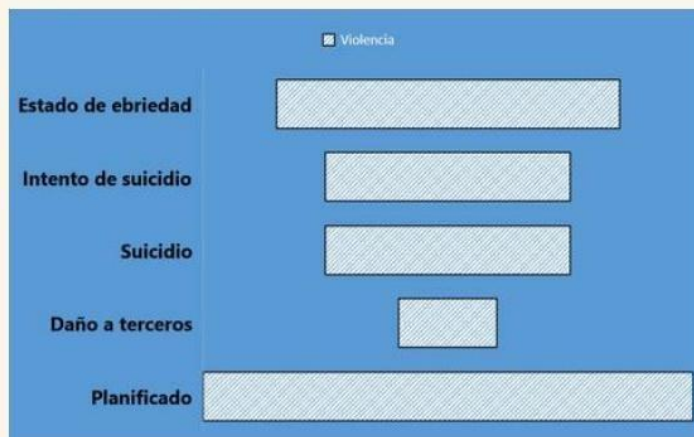 Violencia
Estado de ebriedad
Intento de suicidio
Suicidio
Daño a terceros
Planificado